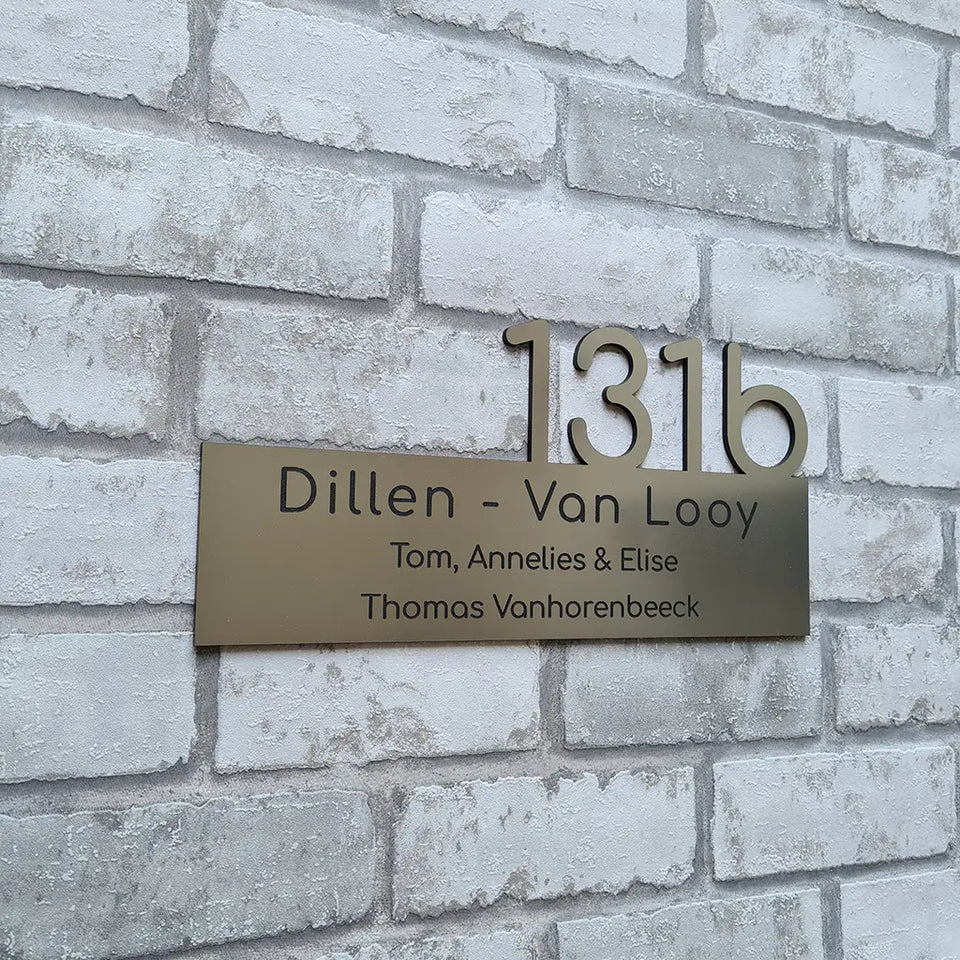 131b
Dillen - Van Looy
Tom, Annelies & Elise
Thomas Vanhorenbeeck